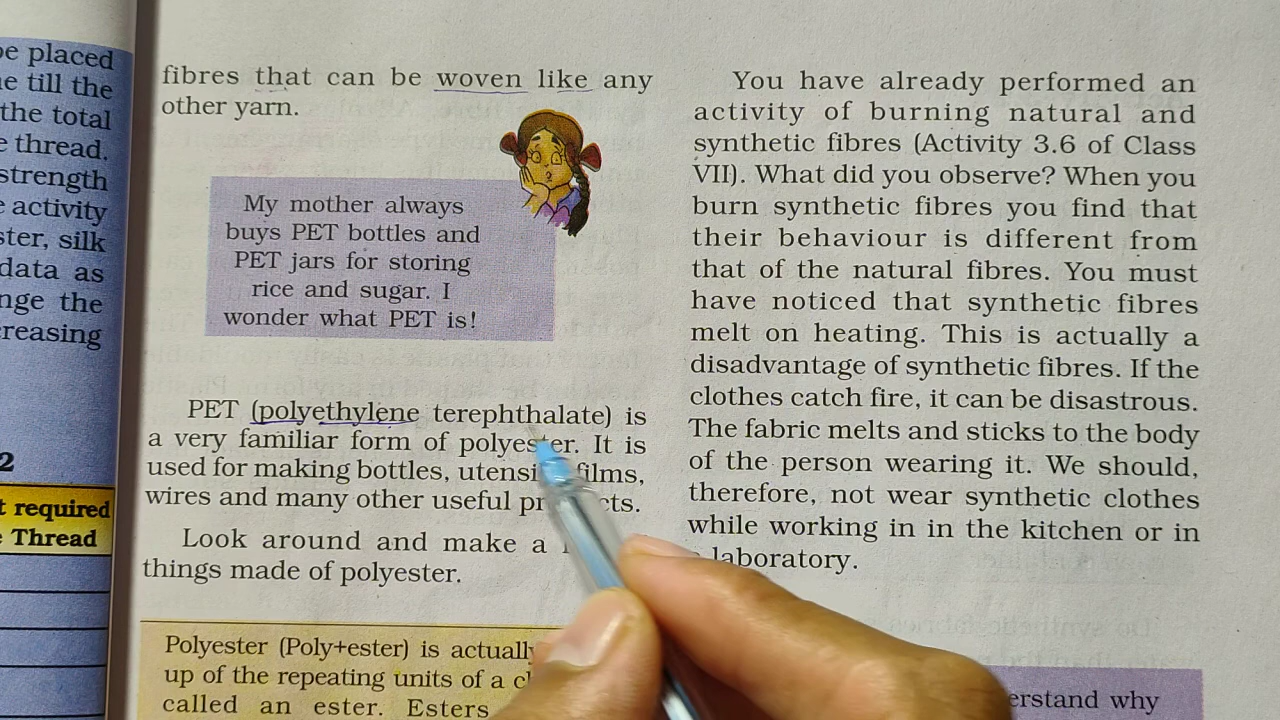 be placed
e till the
the total
e thread.
strength
e activity
ster, silk
data as
nge the
creasing
2
t required
e Thread
fibres that can be woven like any
other yarn.
My mother always
buys PET bottles and
PET jars for storing
rice and sugar. I
wonder what PET is!
PET (polyethylene terephthalate) is
a very familiar form of polyester. It is
used for making bottles, utensi films,
wires and many other useful pr cts.
Look around and make a
things made of polyester.
Polyester (Poly+ester) is actually
up of the repeating units of a
called an ester. Esters
You have already performed an
activity of burning natural and
synthetic fibres (Activity 3.6 of Class
VII). What did you observe? When you
burn synthetic fibres you find that
their behaviour is different from
that of the natural fibres. You must
have noticed that synthetic fibres
melt on heating. This is actually a
disadvantage of synthetic fibres. If the
clothes catch fire, it can be disastrous.
The fabric melts and sticks to the body
of the person wearing it. We should,
therefore, not wear synthetic clothes
while working in in the kitchen or in
laboratory.
erstand why